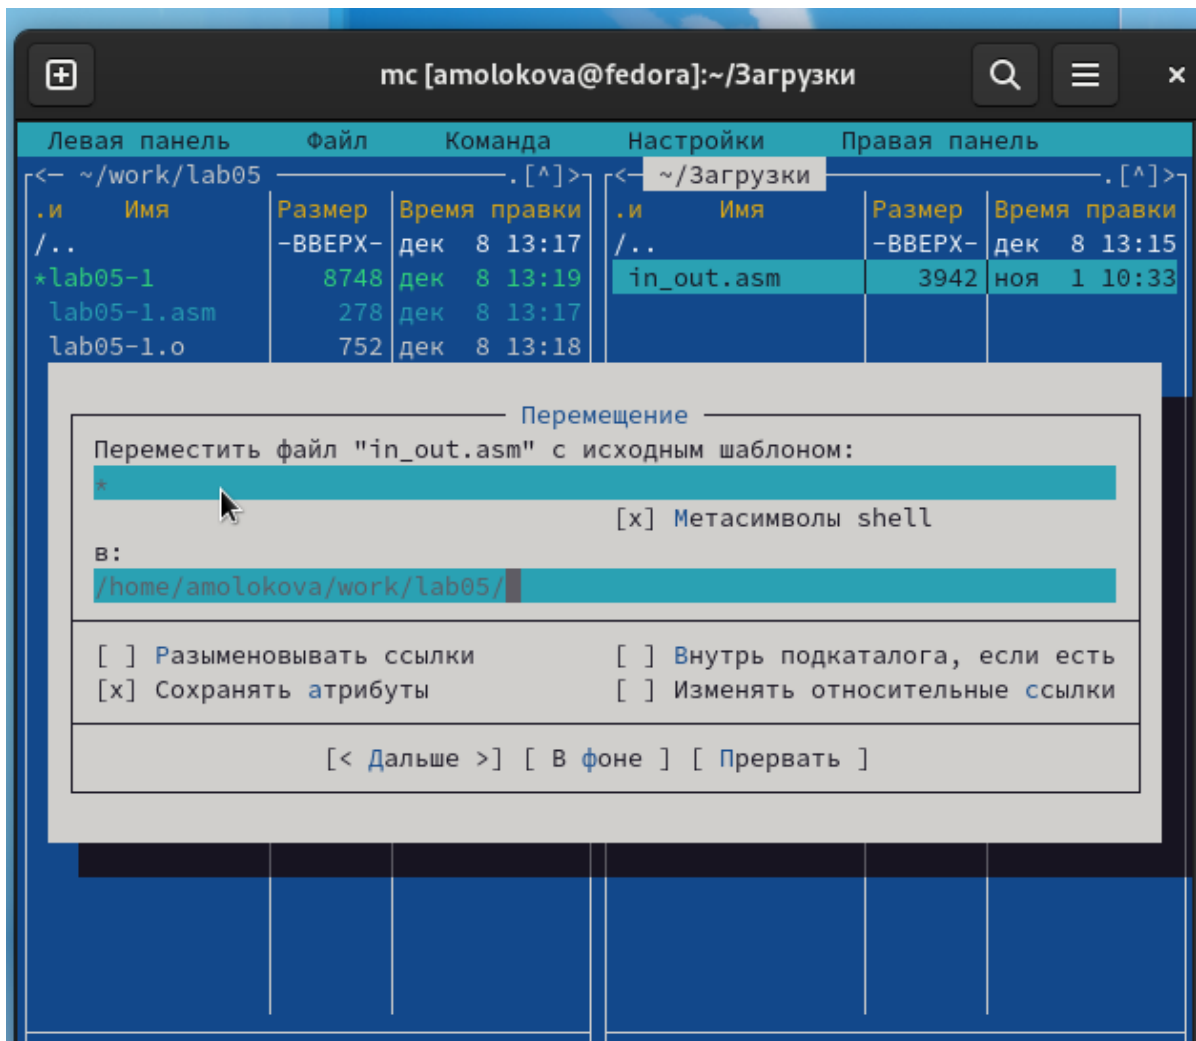 mc [amolokova@fedora]:~/Загрузки
Левая панель Файл Команда Настройки Правая панель
<— ~/work/lab05 .[^]> <— ~/Загрузки .[^]>
.и Имя Размер Время правки .и Имя Размер Время правки
/.. -ВВЕРХ- дек 8 13:17 /.. -ВВЕРХ- дек 8 13:15
*lab05-1 8748 дек 8 13:19 in_out.asm 3942 ноя 1 10:33
lab05-1.asm 278 дек 8 13:17
lab05-1.o 752 дек 8 13:18
Перемещение
Переместить файл "in_out.asm" с исходным шаблоном:
*
[x] Метасимволы shell
в:
/home/amolokova/work/lab05/
[ ] Разыменовывать ссылки [ ] Внутрь подкаталога, если есть
[x] Сохранять атрибуты [ ] Изменять относительные ссылки
[< Дальше >] [ В фоне ] [ Прервать ]